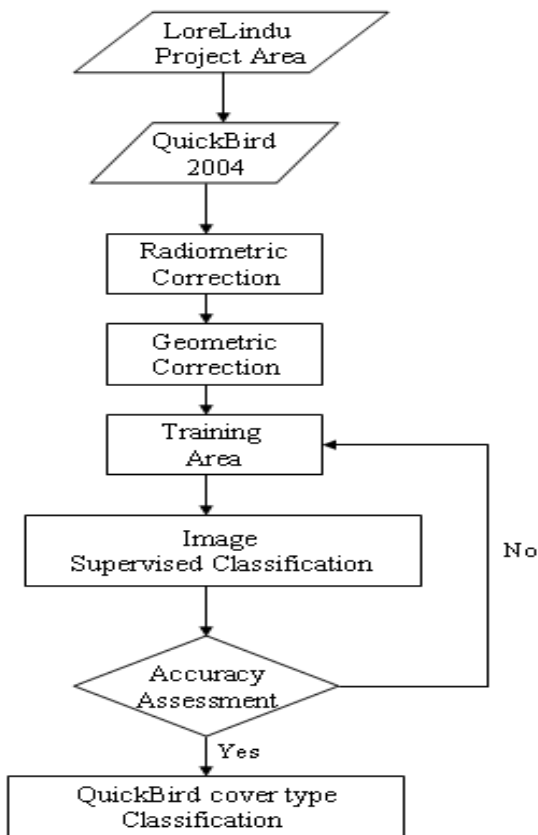 LoreLindu
Project Area
QuickBird
2004
Radiometric
Correction
Geometric
Correction
Training
Area
Image
Supervised Classification
No
Accuracy
Assessment
Yes
QuickBird cover type
Classification